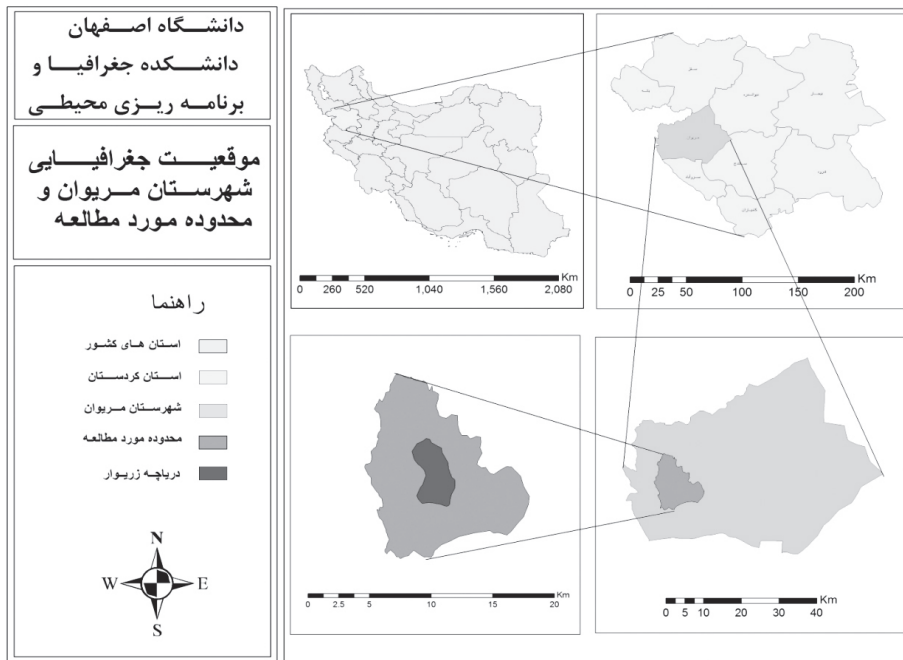 دانشگاه اصفهان
دانشکده جغرافیا و
برنامه ریزی محیطی
موقعیت جغرافیایی
شهرستان مریوان و
محدوده مورد مطالعه
راهنما
استان های کشور
استان کردستان
شهرستان مریوان
محدوده مورد مطالعه
دریاچه زریوار
N
W E
S
Km
0 260 520 1,040 1,560 2,080
Km
0 25 50 100 150 200
Km
0 2.5 5 10 20
Km
0 5 10 20 30 40